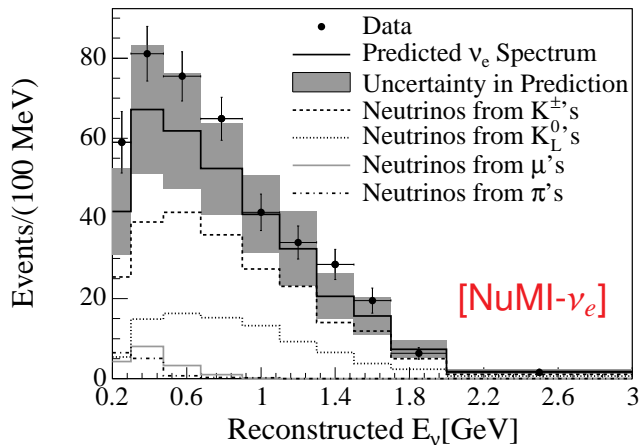 Data
Predicted νe Spectrum
Uncertainty in Prediction
Neutrinos from K±'s
Neutrinos from K0L's
Neutrinos from μ's
Neutrinos from π's
[NuMI-νe]
Events/(100 MeV)
80
60
40
20
0
0.2 0.6 1 1.4 1.8 2.2 2.6 3
Reconstructed Eν[GeV]